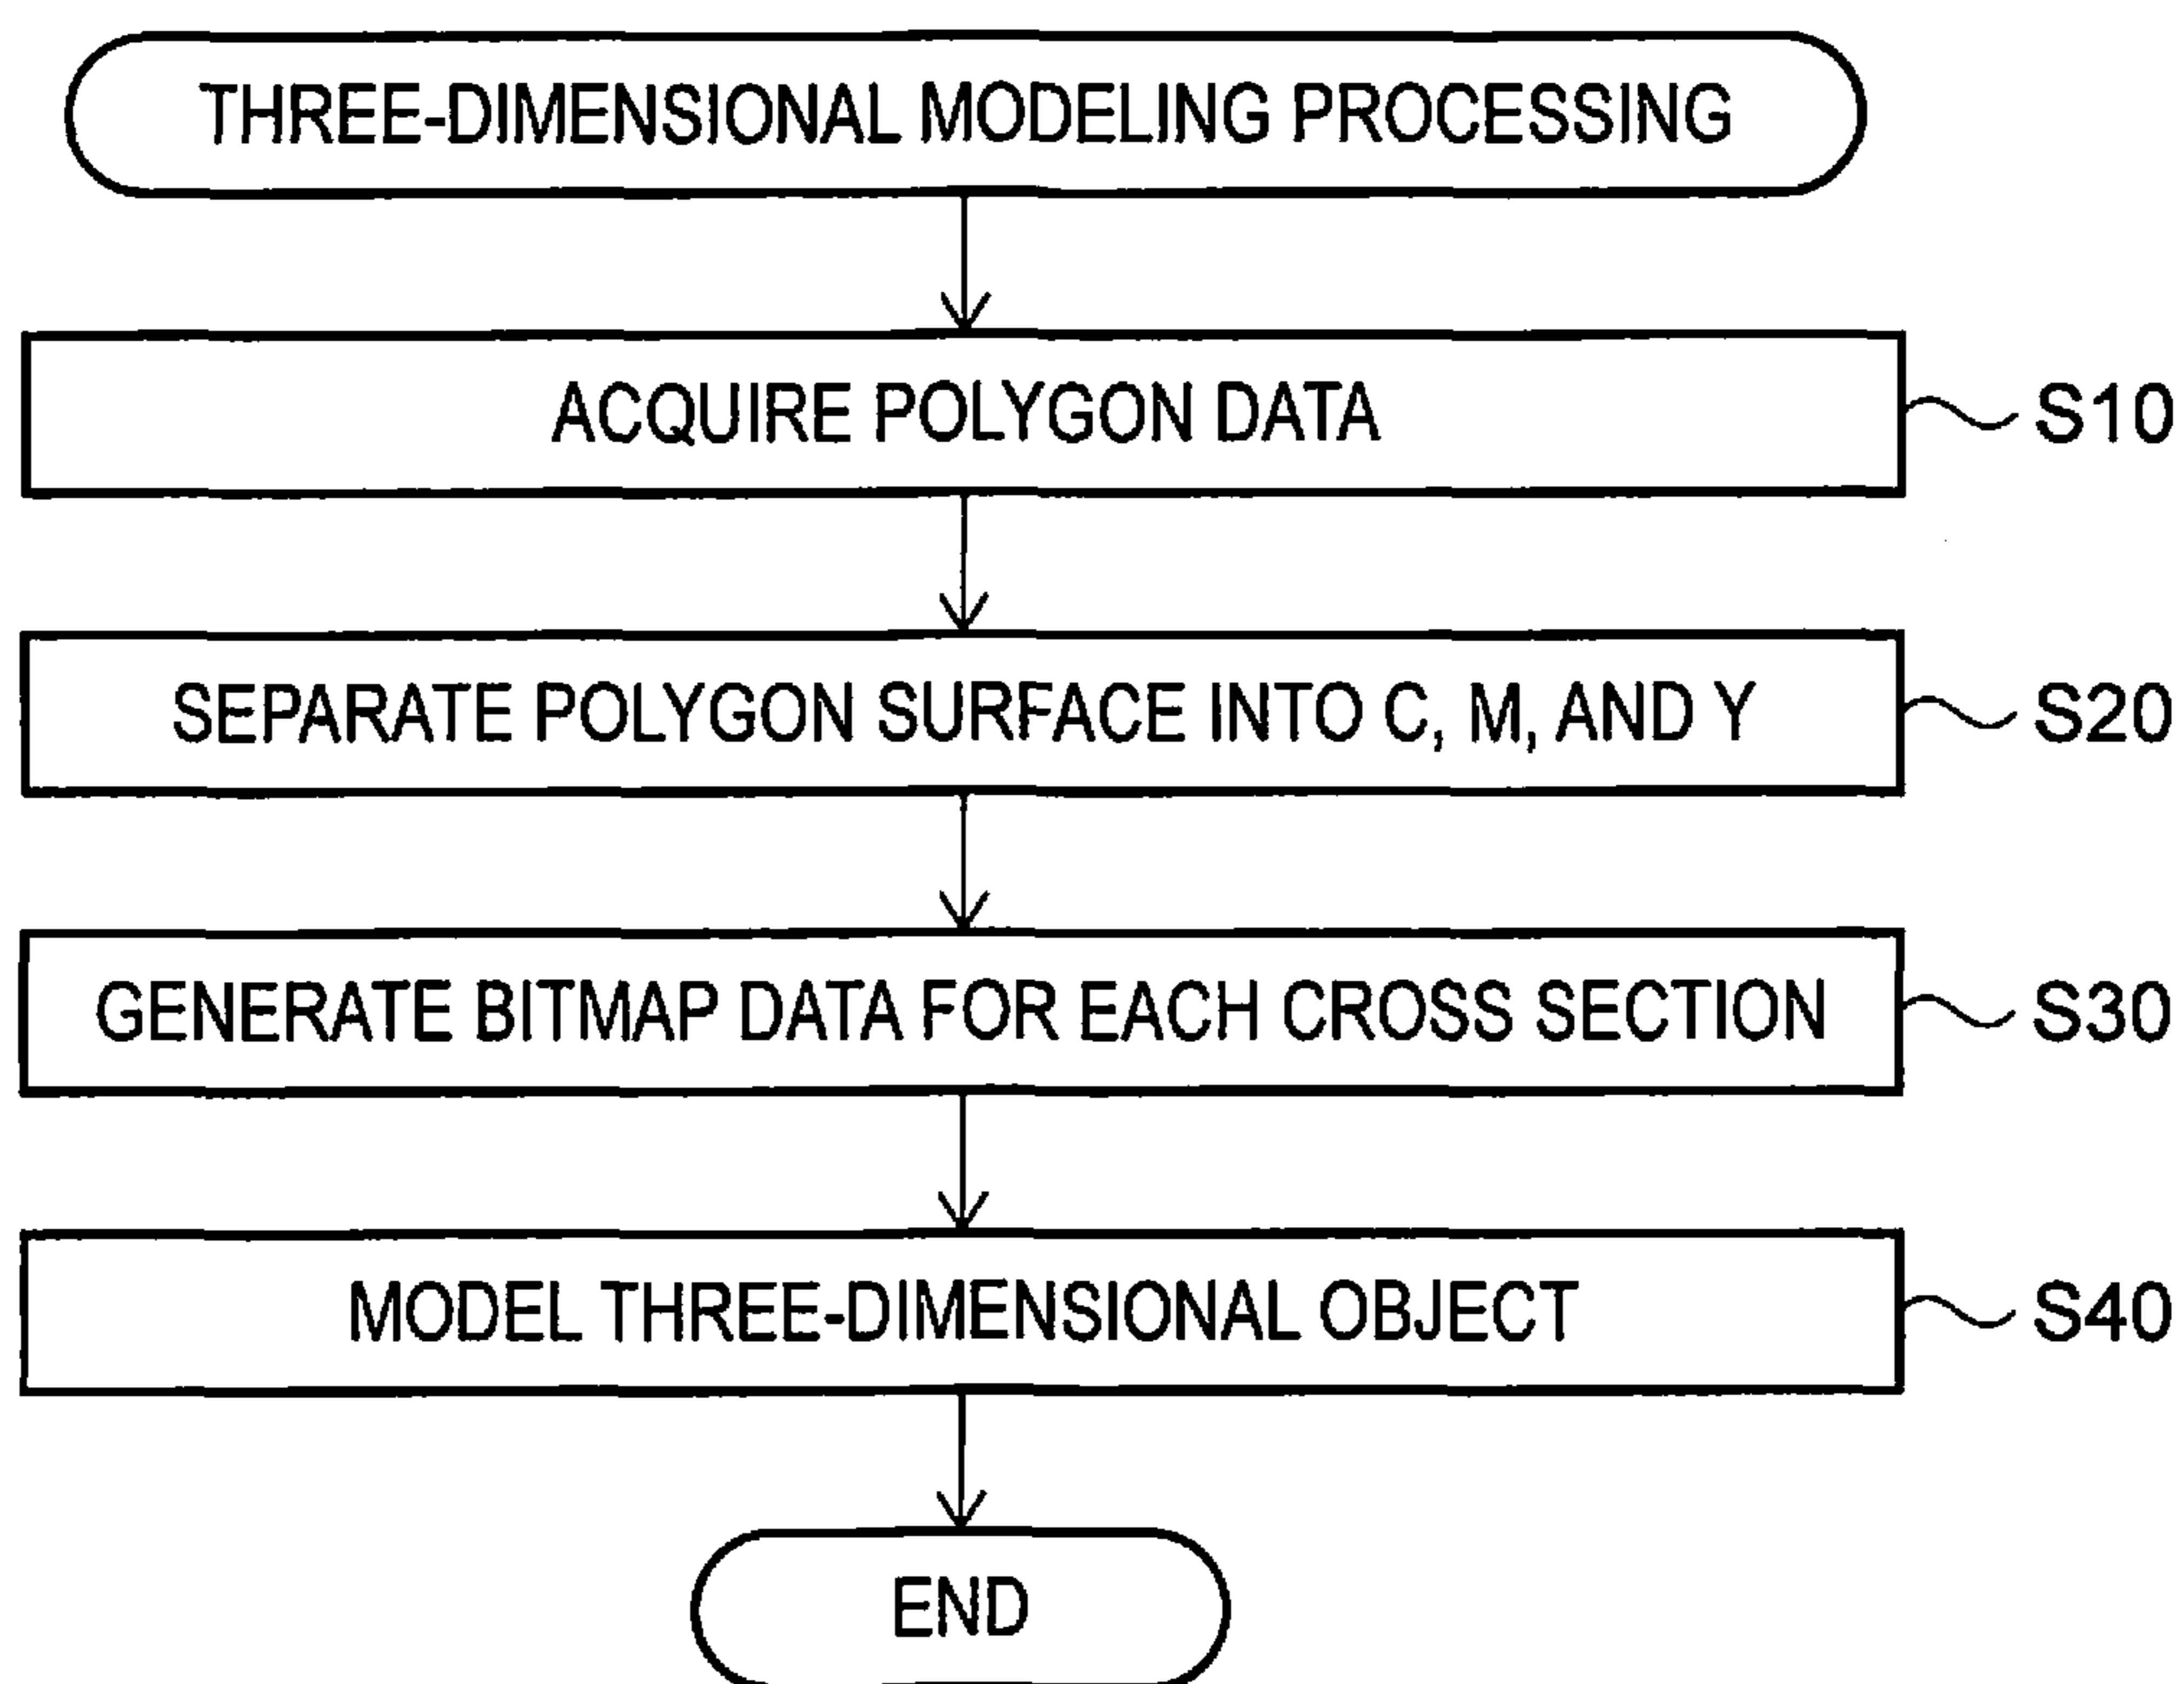 THREE-DIMENSIONAL MODELING PROCESSING
ACQUIRE POLYGON DATA
S10
SEPARATE POLYGON SURFACE INTO C, M, AND Y
S20
GENERATE BITMAP DATA FOR EACH CROSS SECTION
S30
MODEL THREE-DIMENSIONAL OBJECT
S40
END